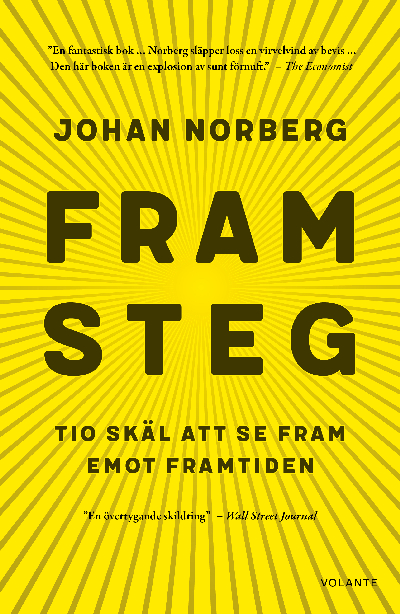 ”En fantastisk bok ... Norberg släpper loss en virvelvind av bevis ...
Den här boken är en explosion av sunt förnuft.” – The Economist
JOHAN NORBERG
FRAM
STEG
TIO SKÄL ATT SE FRAM
EMOT FRAMTIDEN
”En övertygande skildring” – Wall Street Journal
VOLANTE